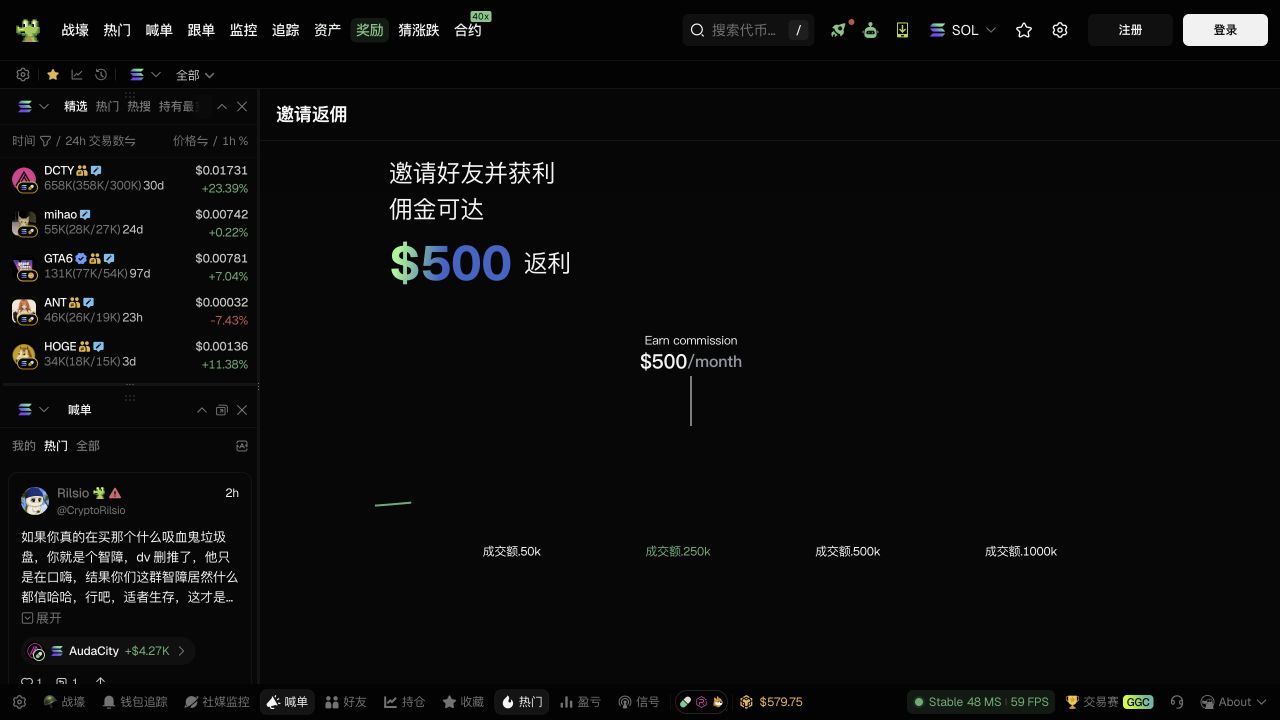 战壕 热门 喊单 跟单 监控 追踪 资产 奖励 猜涨跌 合约 40x 搜索代币... / SOL 注册 登录
全部
精选 热门 热搜 持有最
时间 / 24h 交易数 价格 / 1h %
DCTY $0.01731
658K(358K/300K) 30d +23.39%
mihao $0.00742
55K(28K/27K) 24d +0.22%
GTA6 $0.00781
131K(77K/54K) 97d +7.04%
ANT $0.00032
46K(26K/19K) 23h -7.43%
HOGE $0.00136
34K(18K/15K) 3d +11.38%
喊单
我的 热门 全部
Rilsio 2h
@CryptoRilsio
如果你真的在买那个什么吸血鬼垃圾
盘，你就是个智障，dv 删推了，他只
是在口嗨，结果你们这群智障居然什么
都信哈哈，行吧，适者生存，这才是...
展开
AudaCity +$4.27K
1 1
邀请返佣
邀请好友并获利
佣金可达
$500 返利
Earn commission
$500/month
成交额.50k 成交额.250k 成交额.500k 成交额.1000k
战壕 钱包追踪 社媒监控 喊单 好友 持仓 收藏 热门 盈亏 信号 $579.75 Stable 48 MS 59 FPS 交易赛 GGC About